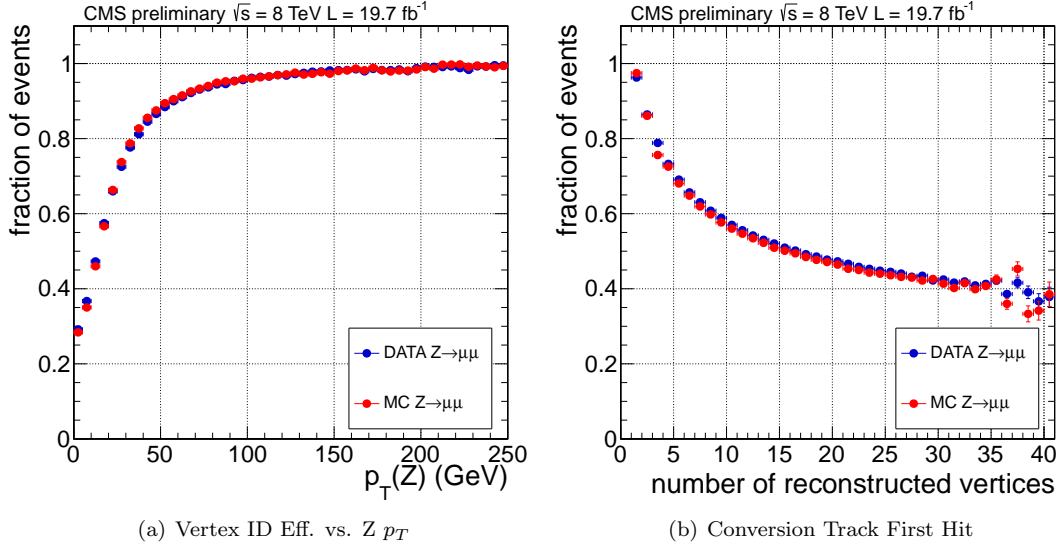 CMS preliminary √s = 8 TeV L = 19.7 fb⁻¹
fraction of events
1
0.8
0.6
0.4
0.2
0
DATA Z→μμ
MC Z→μμ
0 50 100 150 200 250
p_T(Z) (GeV)
(a) Vertex ID Eff. vs. Z p_T
CMS preliminary √s = 8 TeV L = 19.7 fb⁻¹
fraction of events
1
0.8
0.6
0.4
0.2
0
DATA Z→μμ
MC Z→μμ
0 5 10 15 20 25 30 35 40
number of reconstructed vertices
(b) Conversion Track First Hit